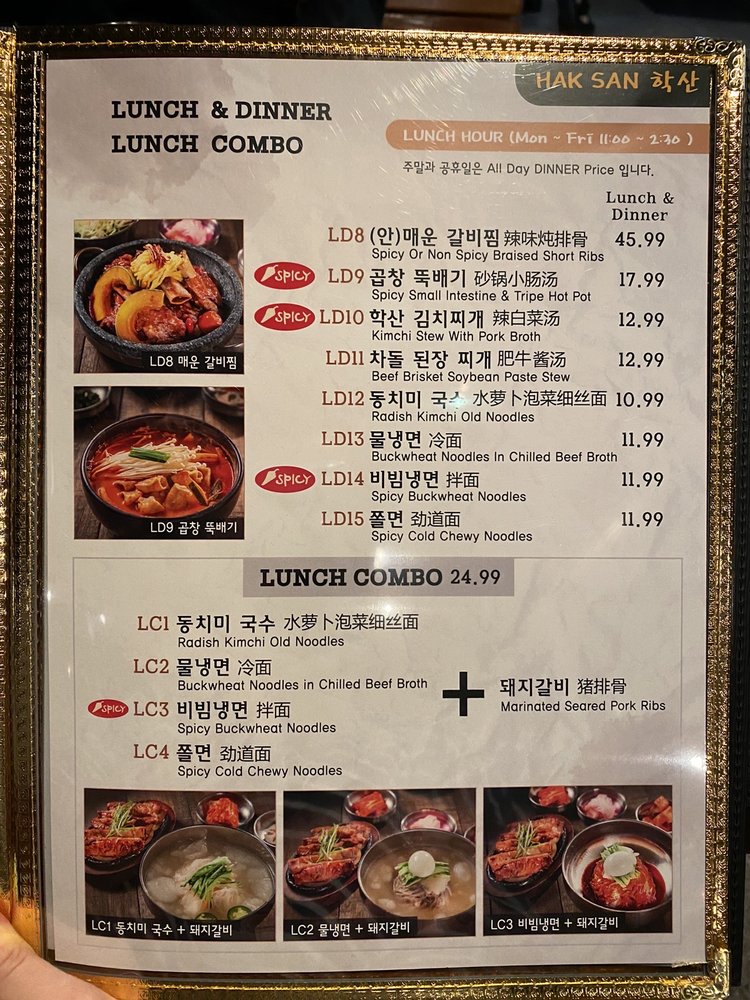 HAK SAN 학산
LUNCH & DINNER
LUNCH COMBO
LUNCH HOUR (Mon ~ Fri 11:00 ~ 2:30 )
주말과 공휴일은 All Day DINNER Price 입니다.
Lunch &
Dinner
LD8 (안)매운 갈비찜 辣味炖排骨 45.99
Spicy Or Non Spicy Braised Short Ribs
SPICY LD9 곱창 뚝배기 砂锅小肠汤 17.99
Spicy Small Intestine & Tripe Hot Pot
SPICY LD10 학산 김치찌개 辣白菜汤 12.99
Kimchi Stew With Pork Broth
LD11 차돌 된장 찌개 肥牛酱汤 12.99
Beef Brisket Soybean Paste Stew
LD12 동치미 국수 水萝卜泡菜细丝面 10.99
Radish Kimchi Old Noodles
LD13 물냉면 冷面 11.99
Buckwheat Noodles In Chilled Beef Broth
SPICY LD14 비빔냉면 拌面 11.99
Spicy Buckwheat Noodles
LD15 쫄면 劲道面 11.99
Spicy Cold Chewy Noodles
LD8 매운 갈비찜
LD9 곱창 뚝배기
LUNCH COMBO 24.99
LC1 동치미 국수 水萝卜泡菜细丝面
Radish Kimchi Old Noodles
LC2 물냉면 冷面
Buckwheat Noodles in Chilled Beef Broth
SPICY LC3 비빔냉면 拌面
Spicy Buckwheat Noodles
LC4 쫄면 劲道面
Spicy Cold Chewy Noodles
+ 돼지갈비 猪排骨
Marinated Seared Pork Ribs
LC1 동치미 국수 + 돼지갈비
LC2 물냉면 + 돼지갈비
LC3 비빔냉면 + 돼지갈비